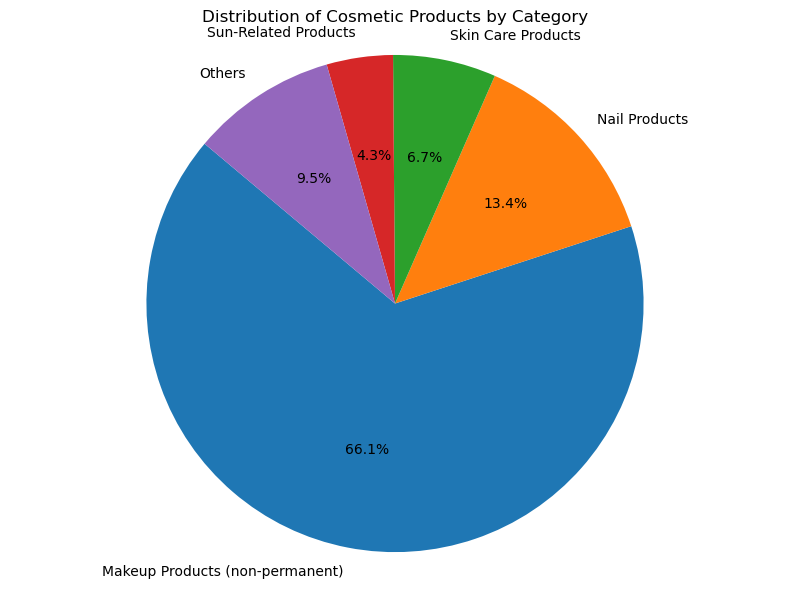 Distribution of Cosmetic Products by Category
Sun-Related Products
Skin Care Products
Others
Nail Products
4.3%
6.7%
9.5%
13.4%
66.1%
Makeup Products (non-permanent)